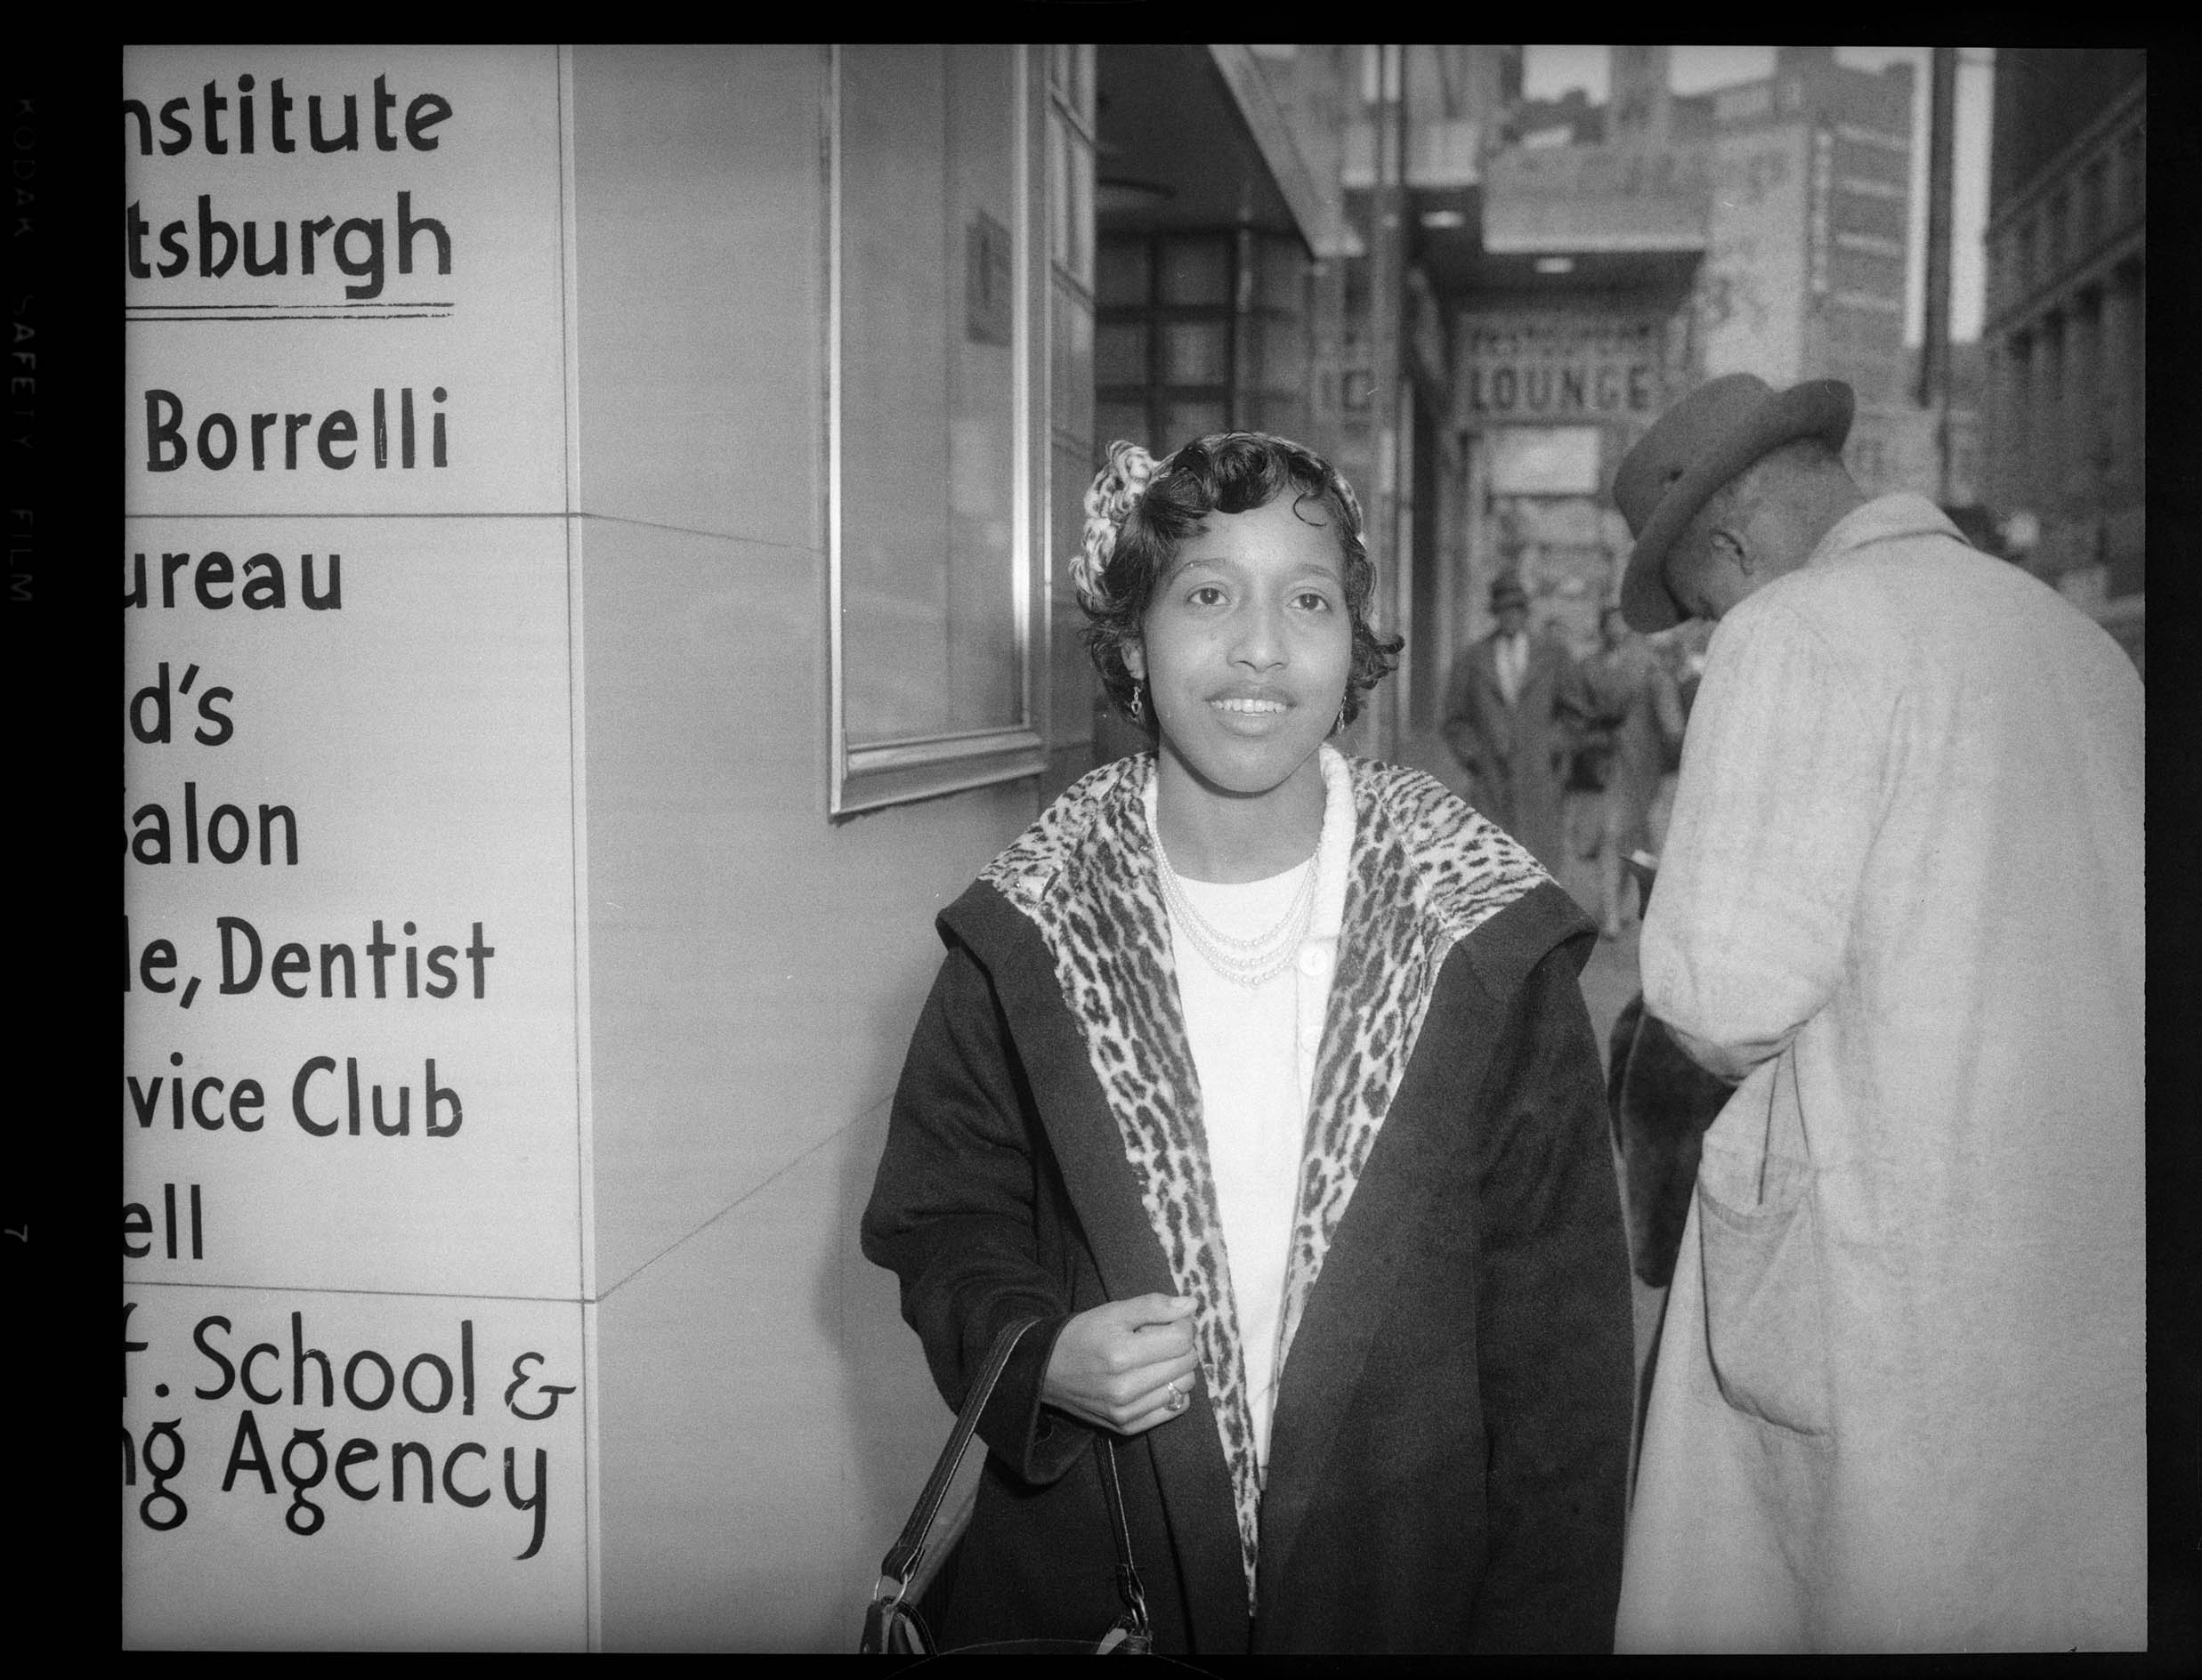 nstitute
tsburgh
Borrelli
ureau
d's
alon
le, Dentist
vice Club
ell
f. School &
ng Agency
LOUNGE
KODAK SAFETY FILM
7